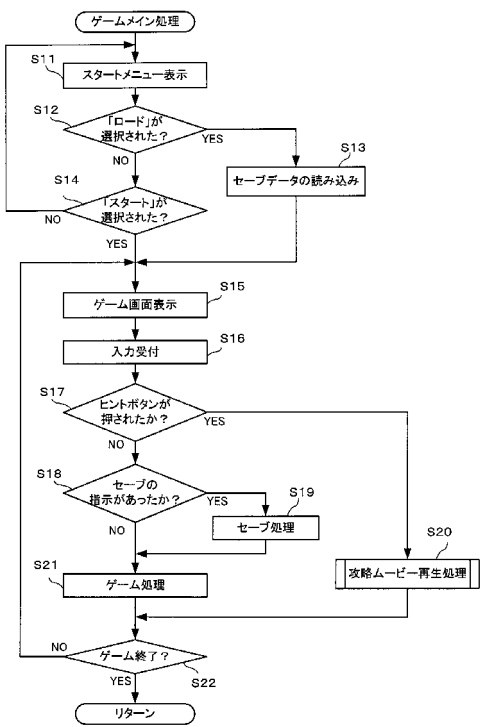 ゲームメイン処理
S11
スタートメニュー表示
S12
「ロード」が
選択された？
YES
NO
S13
セーブデータの読み込み
S14
「スタート」が
選択された？
NO
YES
S15
ゲーム画面表示
S16
入力受付
S17
ヒントボタンが
押されたか？
YES
NO
S18
セーブの
指示があったか？
YES
NO
S19
セーブ処理
S20
攻略ムービー再生処理
S21
ゲーム処理
NO
ゲーム終了？
S22
YES
リターン